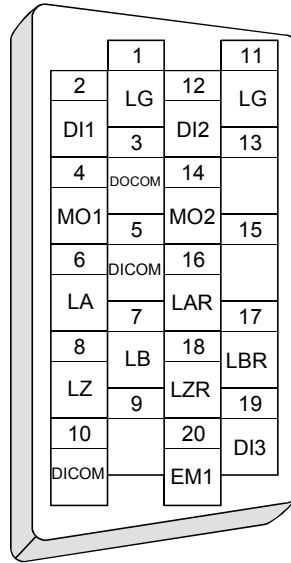 1 11
2 LG 12 LG
DI1 3 DI2 13
4 DOCOM 14
MO1 5 MO2 15
6 DICOM 16
LA 7 LAR 17
8 LB 18 LBR
LZ 9 LZR 19
10 20 DI3
DICOM EM1